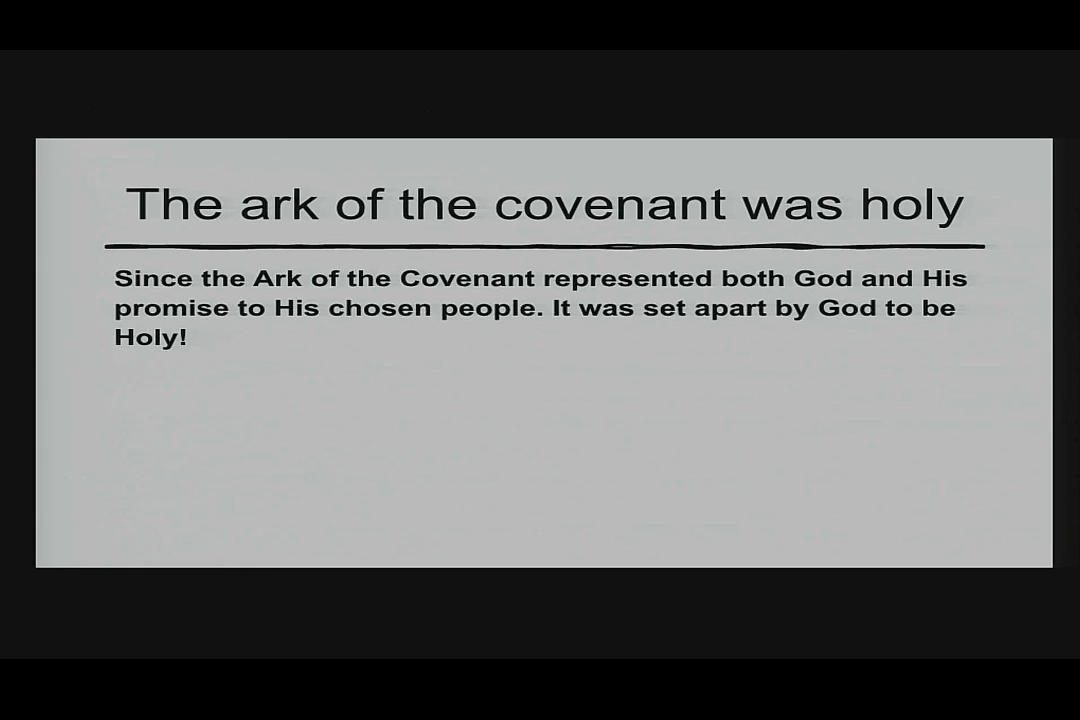 The ark of the covenant was holy
Since the Ark of the Covenant represented both God and His
promise to His chosen people. It was set apart by God to be
Holy!